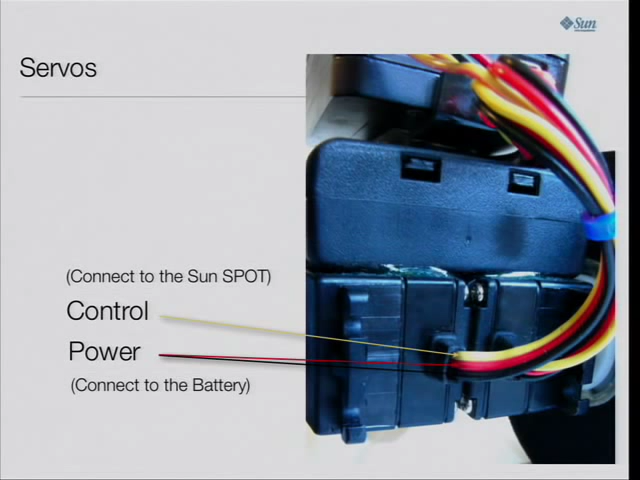 Sun
Servos
(Connect to the Sun SPOT)
Control
Power
(Connect to the Battery)